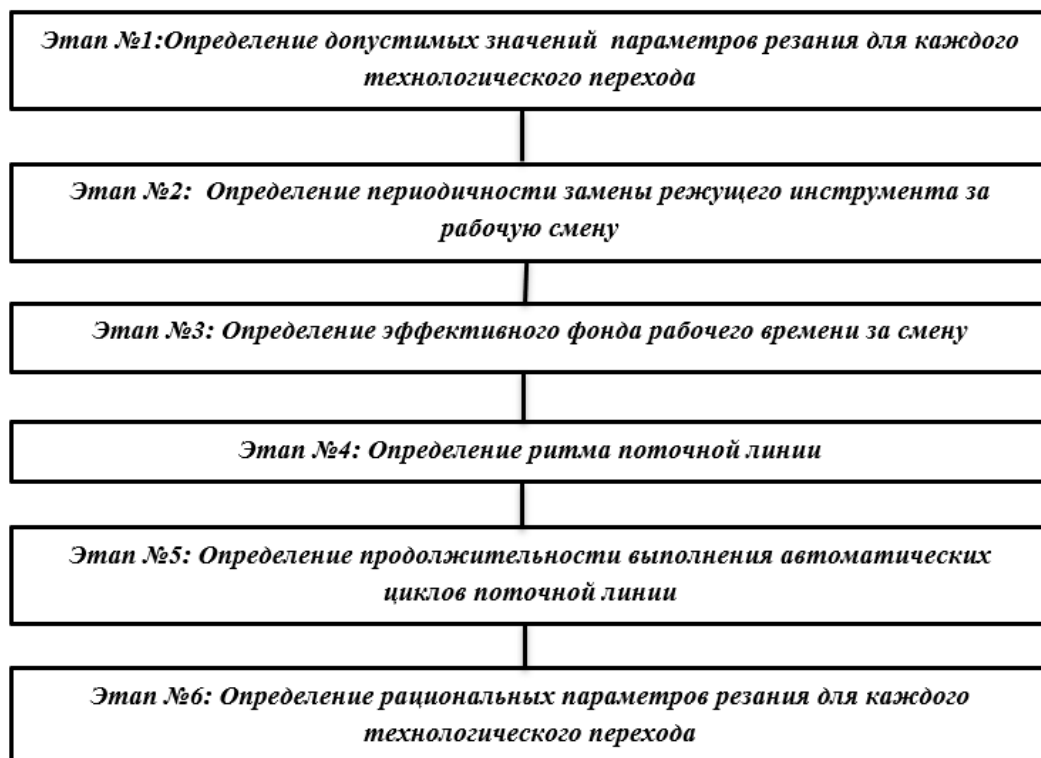 Этап №1:Определение допустимых значений параметров резания для каждого
технологического перехода
Этап №2: Определение периодичности замены режущего инструмента за
рабочую смену
Этап №3: Определение эффективного фонда рабочего времени за смену
Этап №4: Определение ритма поточной линии
Этап №5: Определение продолжительности выполнения автоматических
циклов поточной линии
Этап №6: Определение рациональных параметров резания для каждого
технологического перехода